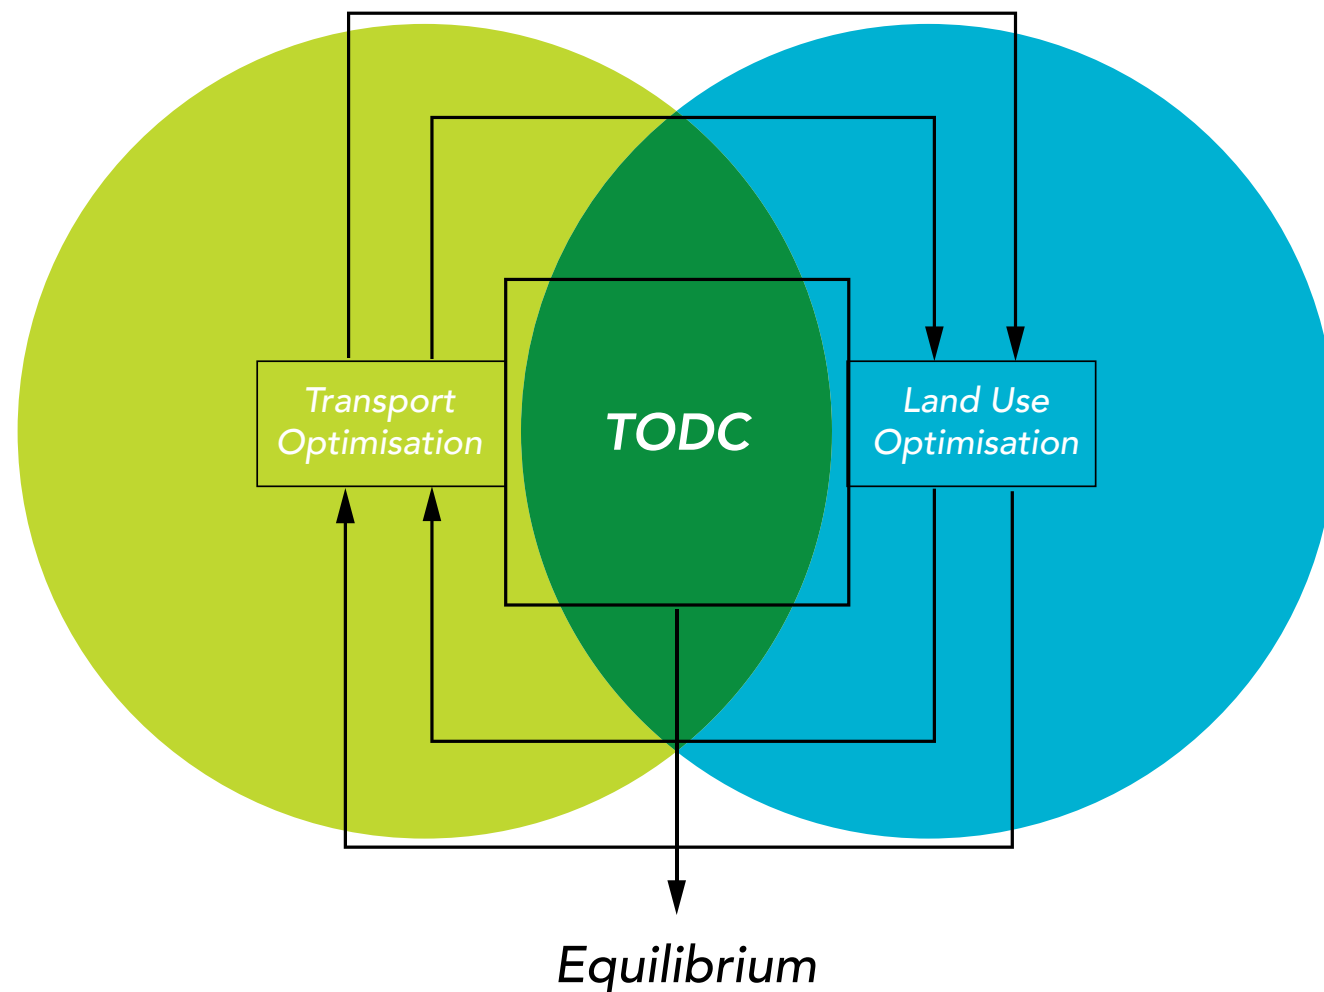 Transport
Optimisation
TODC
Land Use
Optimisation
Equilibrium